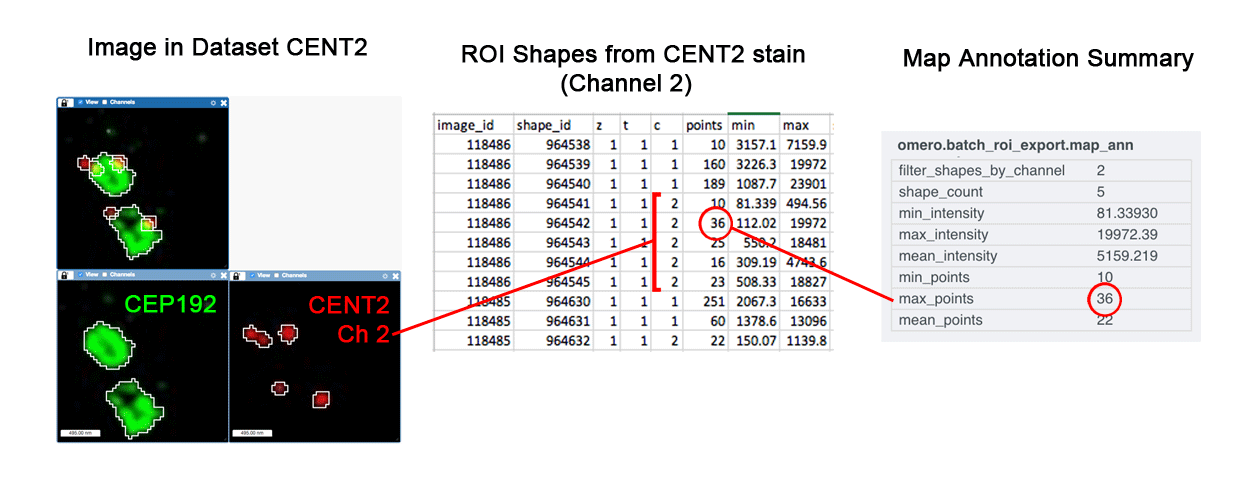 Image in Dataset CENT2
ROI Shapes from CENT2 stain
(Channel 2)
Map Annotation Summary
View Channels
CEP192
495.00 nm
View Channels
CENT2
Ch 2
View Channels
image_id shape_id z t c points min max
118486 964538 1 1 1 10 3157.1 7159.9
118486 964539 1 1 1 160 3226.3 19972
118486 964540 1 1 1 189 1087.7 23901
118486 964541 1 1 2 10 81.339 494.56
118486 964542 1 1 2 36 112.02 19972
118486 964543 1 1 2 25 550.2 18481
118486 964544 1 1 2 16 309.19 4743.6
118486 964545 1 1 2 23 508.33 18827
118485 964630 1 1 1 251 2067.3 16633
118485 964631 1 1 1 60 1378.6 13096
118485 964632 1 1 2 22 150.07 1139.8
omero.batch_roi_export.map_ann
filter_shapes_by_channel 2
shape_count 5
min_intensity 81.33930
max_intensity 19972.39
mean_intensity 5159.219
min_points 10
max_points 36
mean_points 22